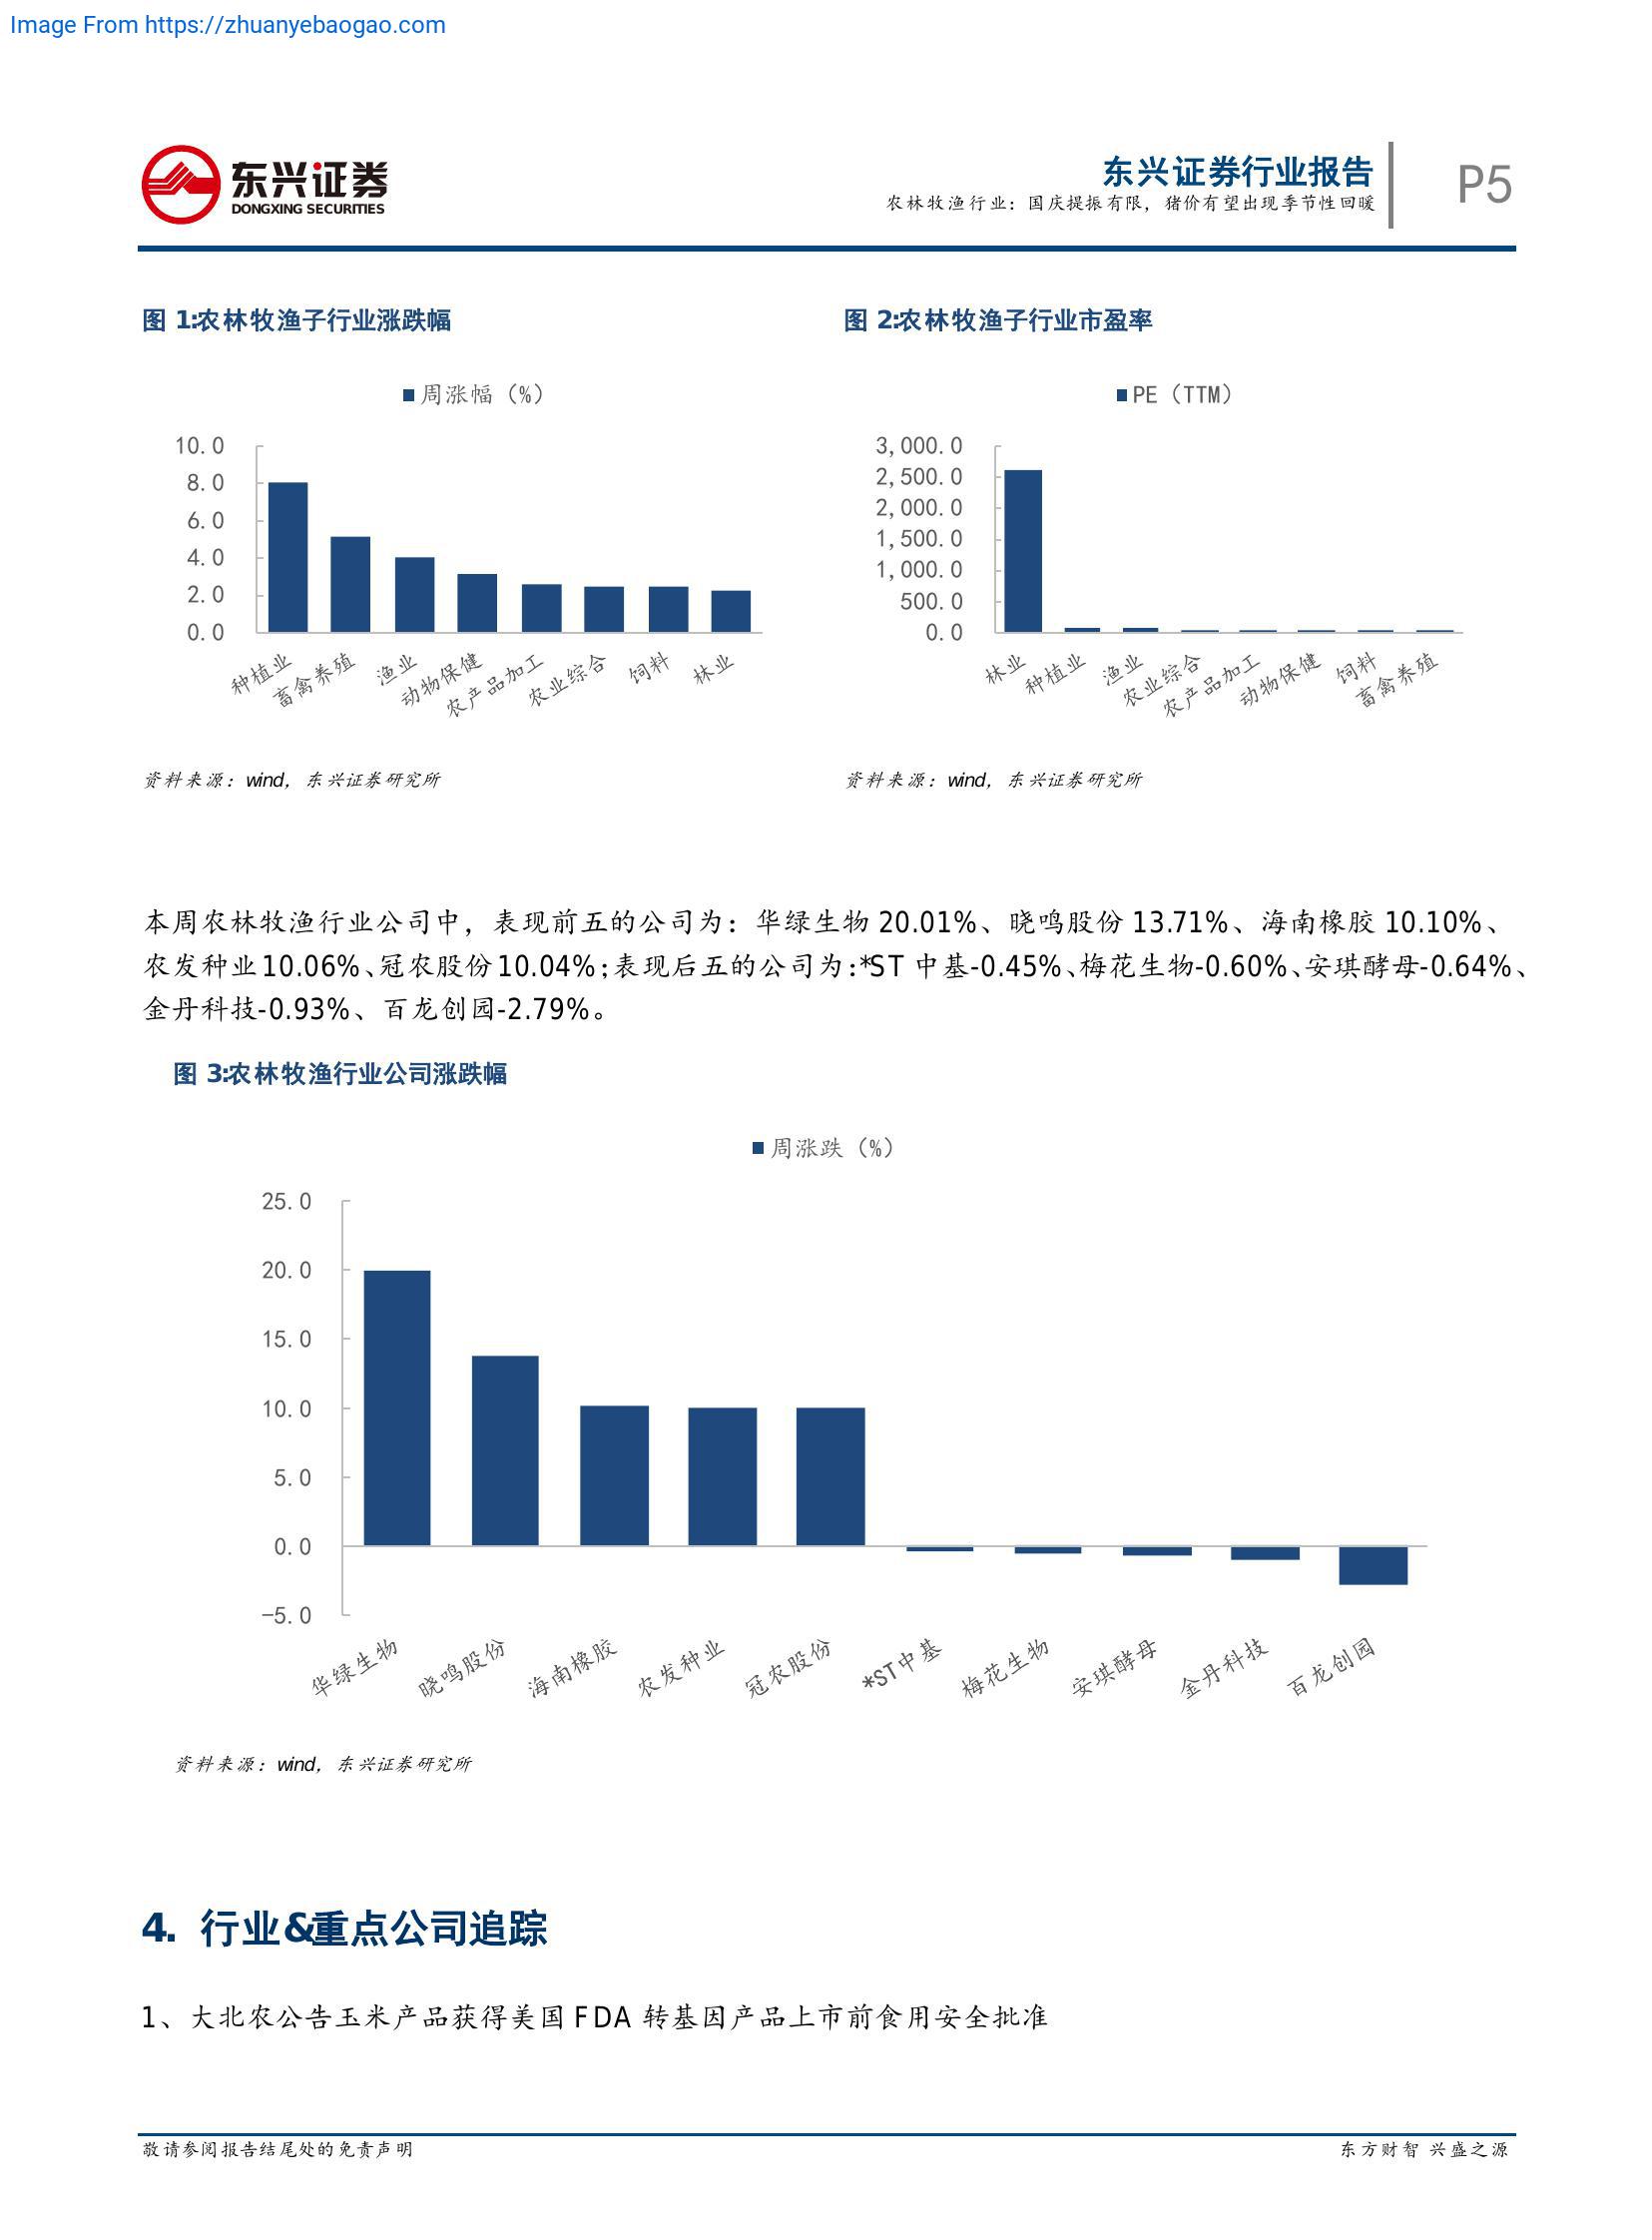 Image From https://zhuanyebaogao.com
东兴证券
DONGXING SECURITIES
东兴证券行业报告
农林牧渔行业：国庆提振有限，猪价有望出现季节性回暖
P5
图 1:农林牧渔子行业涨跌幅
周涨幅（%）
10.0
8.0
6.0
4.0
2.0
0.0
种植业
畜禽养殖
渔业
动物保健
农产品加工
农业综合
饲料
林业
资料来源：wind，东兴证券研究所
图 2:农林牧渔子行业市盈率
PE（TTM）
3,000.0
2,500.0
2,000.0
1,500.0
1,000.0
500.0
0.0
林业
种植业
渔业
农业综合
农产品加工
动物保健
饲料
畜禽养殖
资料来源：wind，东兴证券研究所
本周农林牧渔行业公司中，表现前五的公司为：华绿生物 20.01%、晓鸣股份 13.71%、海南橡胶 10.10%、
农发种业 10.06%、冠农股份 10.04%；表现后五的公司为：*ST 中基-0.45%、梅花生物-0.60%、安琪酵母-0.64%、
金丹科技-0.93%、百龙创园-2.79%。
图 3:农林牧渔行业公司涨跌幅
周涨跌（%）
25.0
20.0
15.0
10.0
5.0
0.0
-5.0
华绿生物
晓鸣股份
海南橡胶
农发种业
冠农股份
*ST中基
梅花生物
安琪酵母
金丹科技
百龙创园
资料来源：wind，东兴证券研究所
4. 行业&重点公司追踪
1、大北农公告玉米产品获得美国 FDA 转基因产品上市前食用安全批准
敬请参阅报告结尾处的免责声明
东方财智 兴盛之源